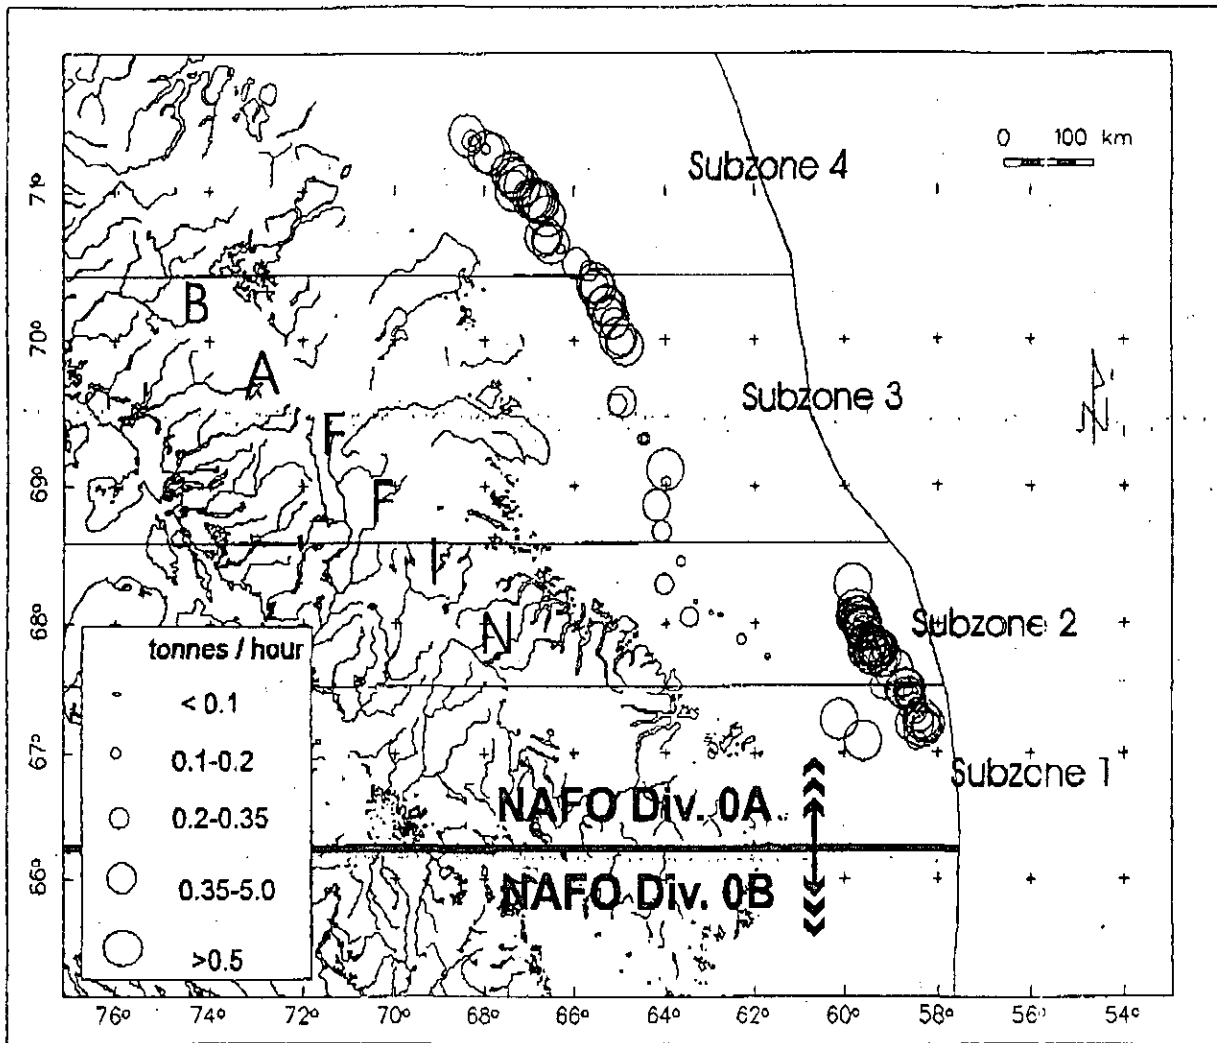 0 100 km
Subzone 4
71°
B
70°
A
Subzone 3
F
N
69°
F
I
68°
N
Subzone 2
tonnes / hour
< 0.1
0.1-0.2
0.2-0.35
0.35-5.0
>0.5
67°
Subzone 1
NAFO Div. 0A
66°
NAFO Div. 0B
76° 74° 72° 70° 68° 66° 64° 62° 60° 58° 56° 54°